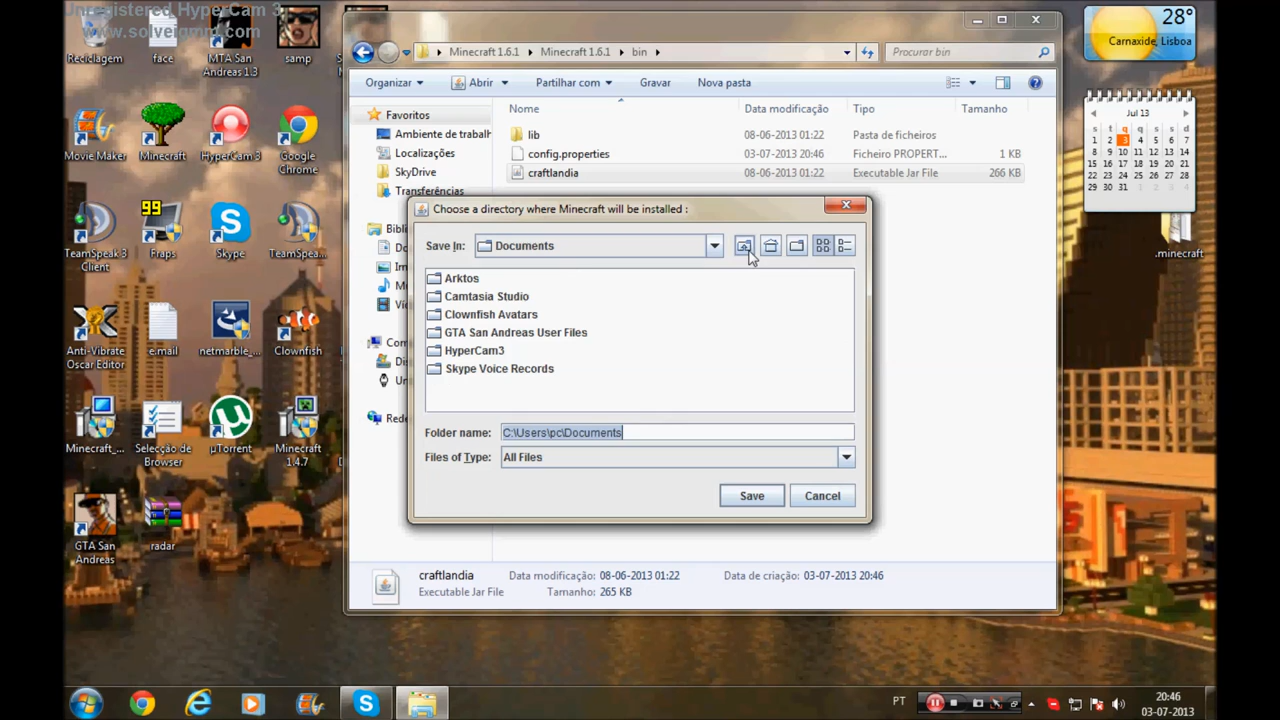 Unregistered HyperCam 3
www.solveigmm.com
Reciclagem
face
MTA San
Andreas 1.3
samp
Movie Maker
Minecraft
HyperCam 3
Google
Chrome
TeamSpeak 3
Client
99
Fraps
Skype
TeamSpe...
Anti-Vibrate
Oscar Editor
e.mail
netmarble_...
Clownfish
Minecraft_...
Selecção de
Browser
µTorrent
Minecraft
1.4.7
GTA San
Andreas
radar
Minecraft 1.6.1
Minecraft 1.6.1
bin
Procurar bin
Organizar
Abrir
Partilhar com
Gravar
Nova pasta
Favoritos
Ambiente de trabalh
Localizações
SkyDrive
Transferências
Bibli
Do
Im
M
Ví
Com
Dis
Un
Rede
Nome
Data modificação
Tipo
Tamanho
lib
08-06-2013 01:22
Pasta de ficheiros
config.properties
03-07-2013 20:46
Ficheiro PROPERT...
1 KB
craftlandia
08-06-2013 01:22
Executable Jar File
266 KB
Choose a directory where Minecraft will be installed :
Save In:
Documents
Arktos
Camtasia Studio
Clownfish Avatars
GTA San Andreas User Files
HyperCam3
Skype Voice Records
Folder name:
C:\Users\pc\Documents
Files of Type:
All Files
Save
Cancel
craftlandia
Data modificação: 08-06-2013 01:22
Data de criação: 03-07-2013 20:46
Executable Jar File
Tamanho: 265 KB
28°
Carnaxide, Lisboa
Jul 13
s t q q s s d
1 2 3 4 5 6 7
8 9 10 11 12 13 14
15 16 17 18 19 20 21
22 23 24 25 26 27 28
29 30 31
.minecraft
PT
20:46
03-07-2013